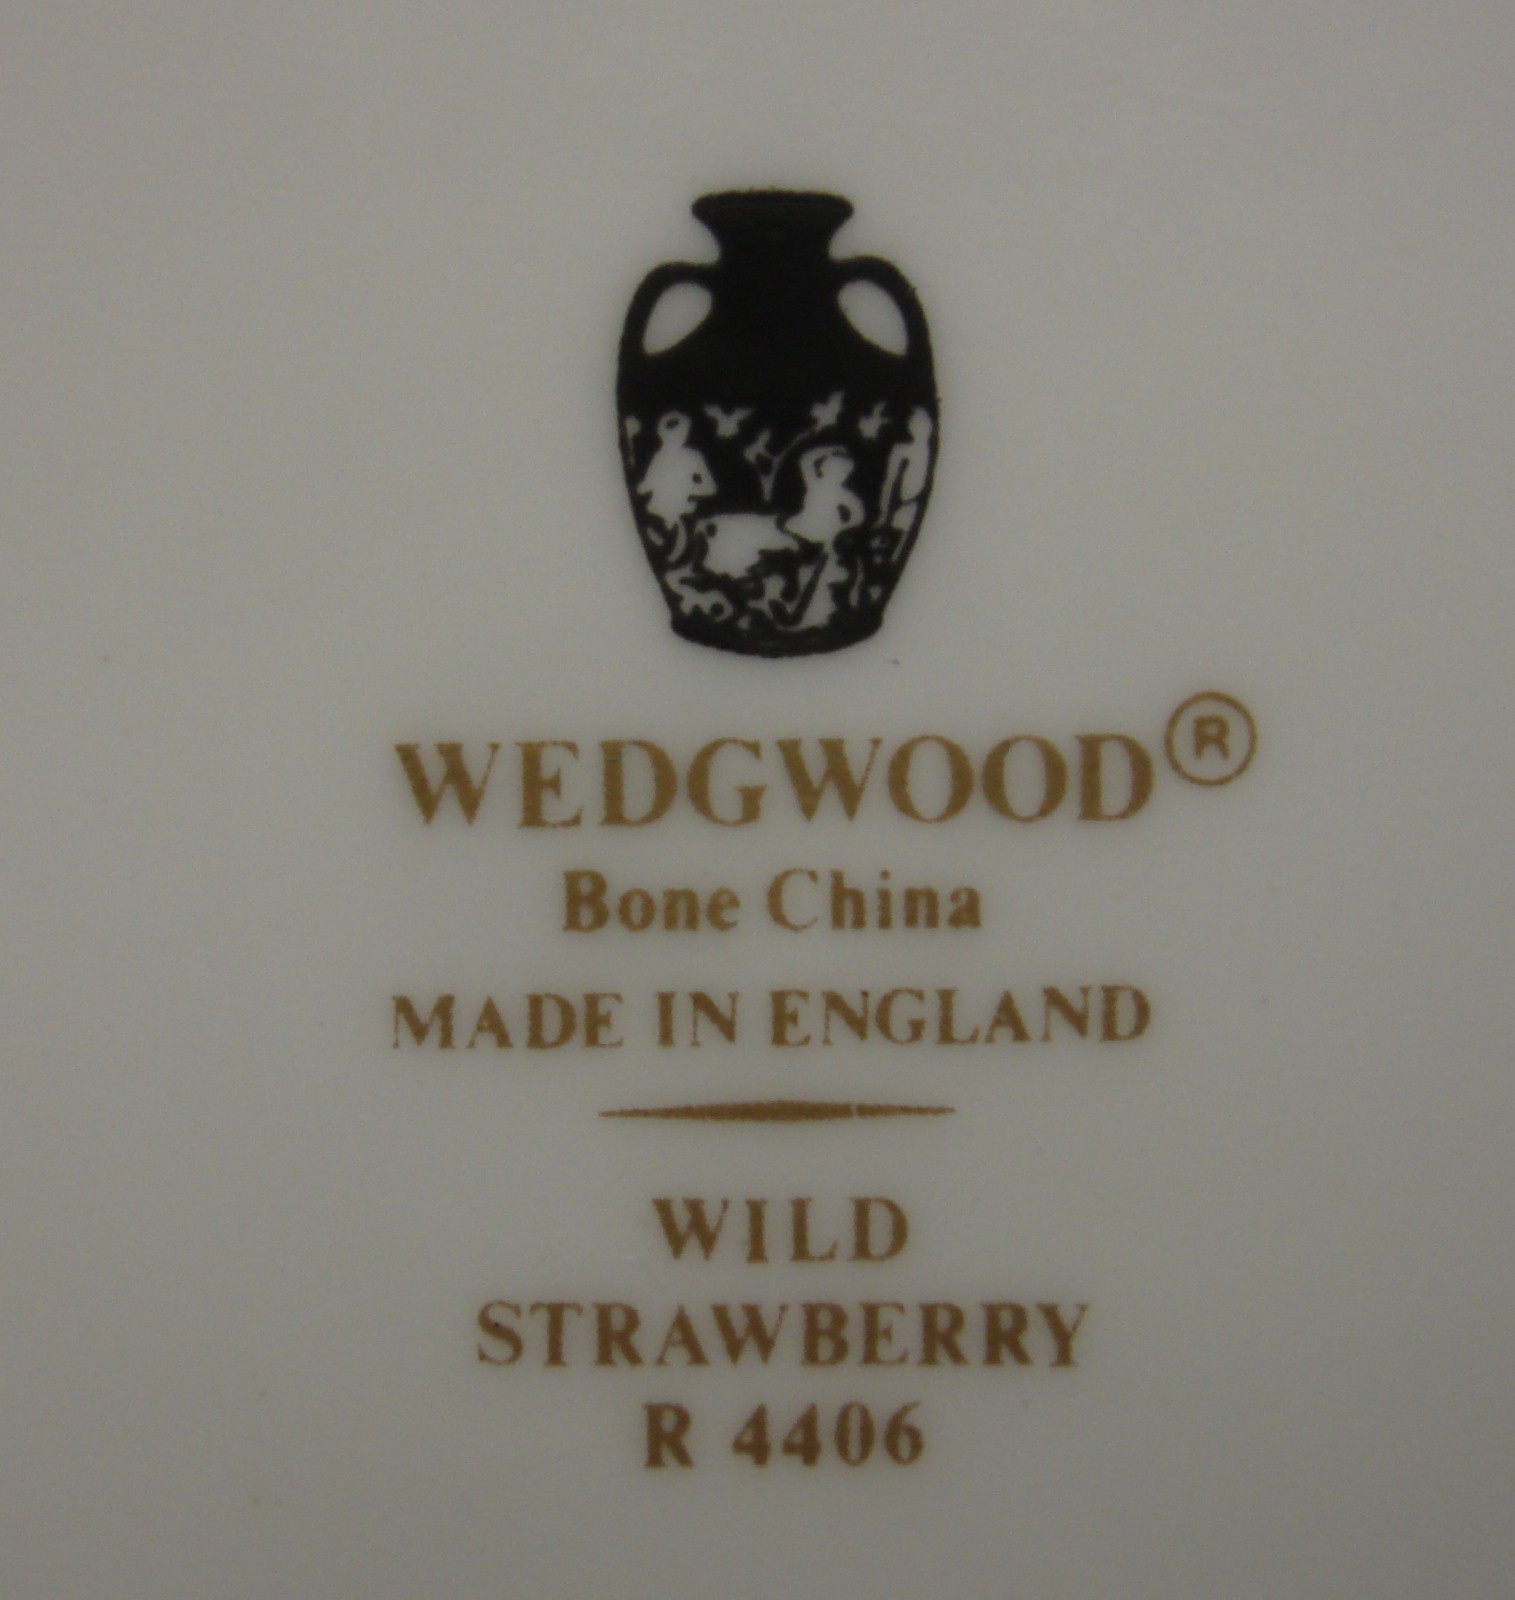 WEDGWOOD®
Bone China
MADE IN ENGLAND
WILD
STRAWBERRY
R 4406